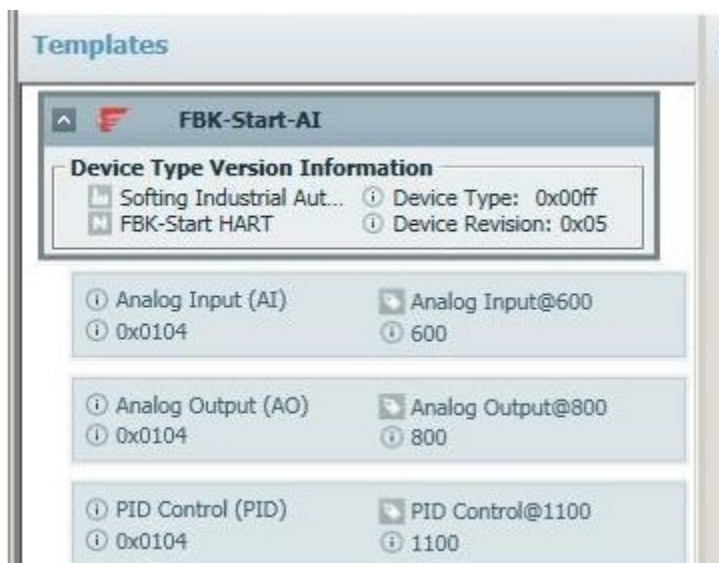 Templates
FBK-Start-AI
Device Type Version Information
Softing Industrial Aut... Device Type: 0x00ff
FBK-Start HART Device Revision: 0x05
Analog Input (AI) Analog Input@600
0x0104 600
Analog Output (AO) Analog Output@800
0x0104 800
PID Control (PID) PID Control@1100
0x0104 1100